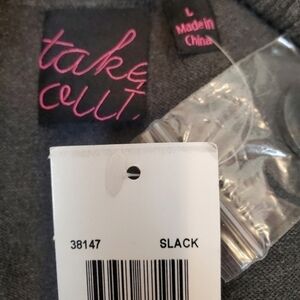 take
out.
L
Made in
China
38147 SLACK